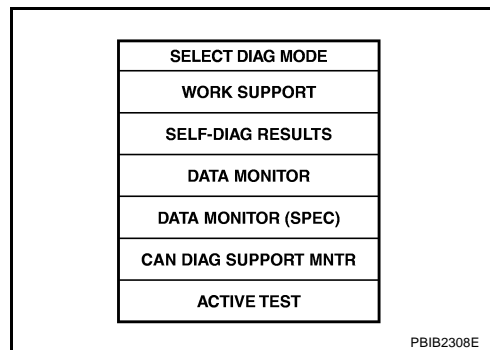 SELECT DIAG MODE
WORK SUPPORT
SELF-DIAG RESULTS
DATA MONITOR
DATA MONITOR (SPEC)
CAN DIAG SUPPORT MNTR
ACTIVE TEST
PBIB2308E